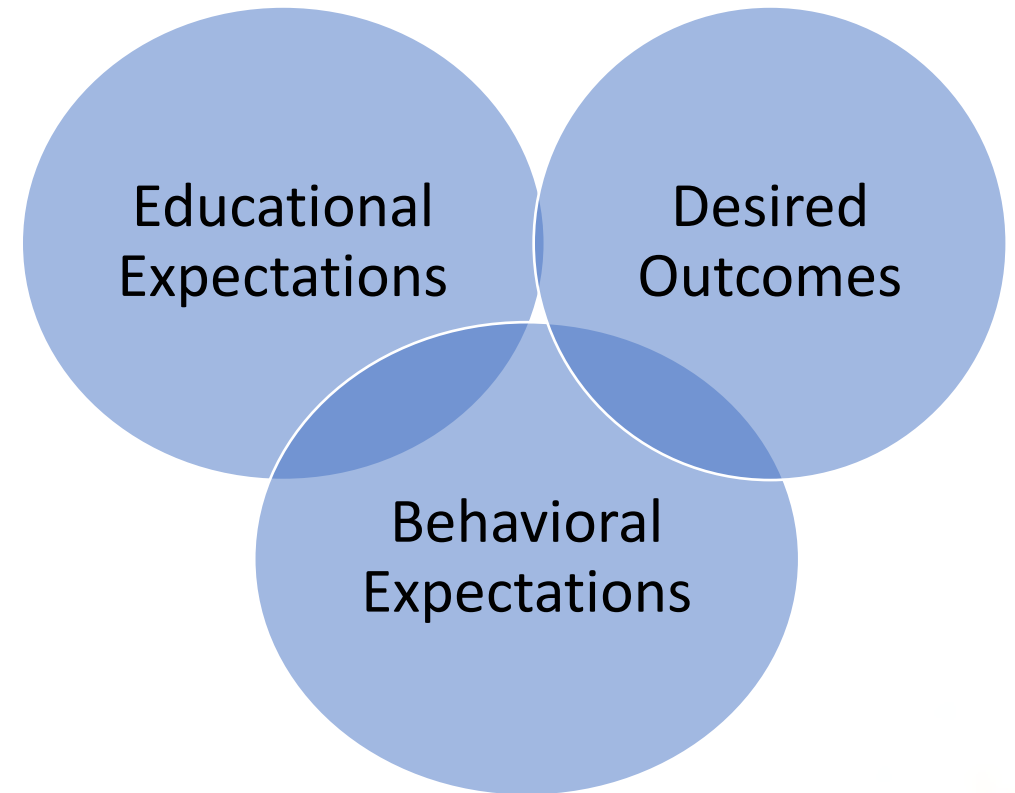 Educational
Expectations
Desired
Outcomes
Behavioral
Expectations